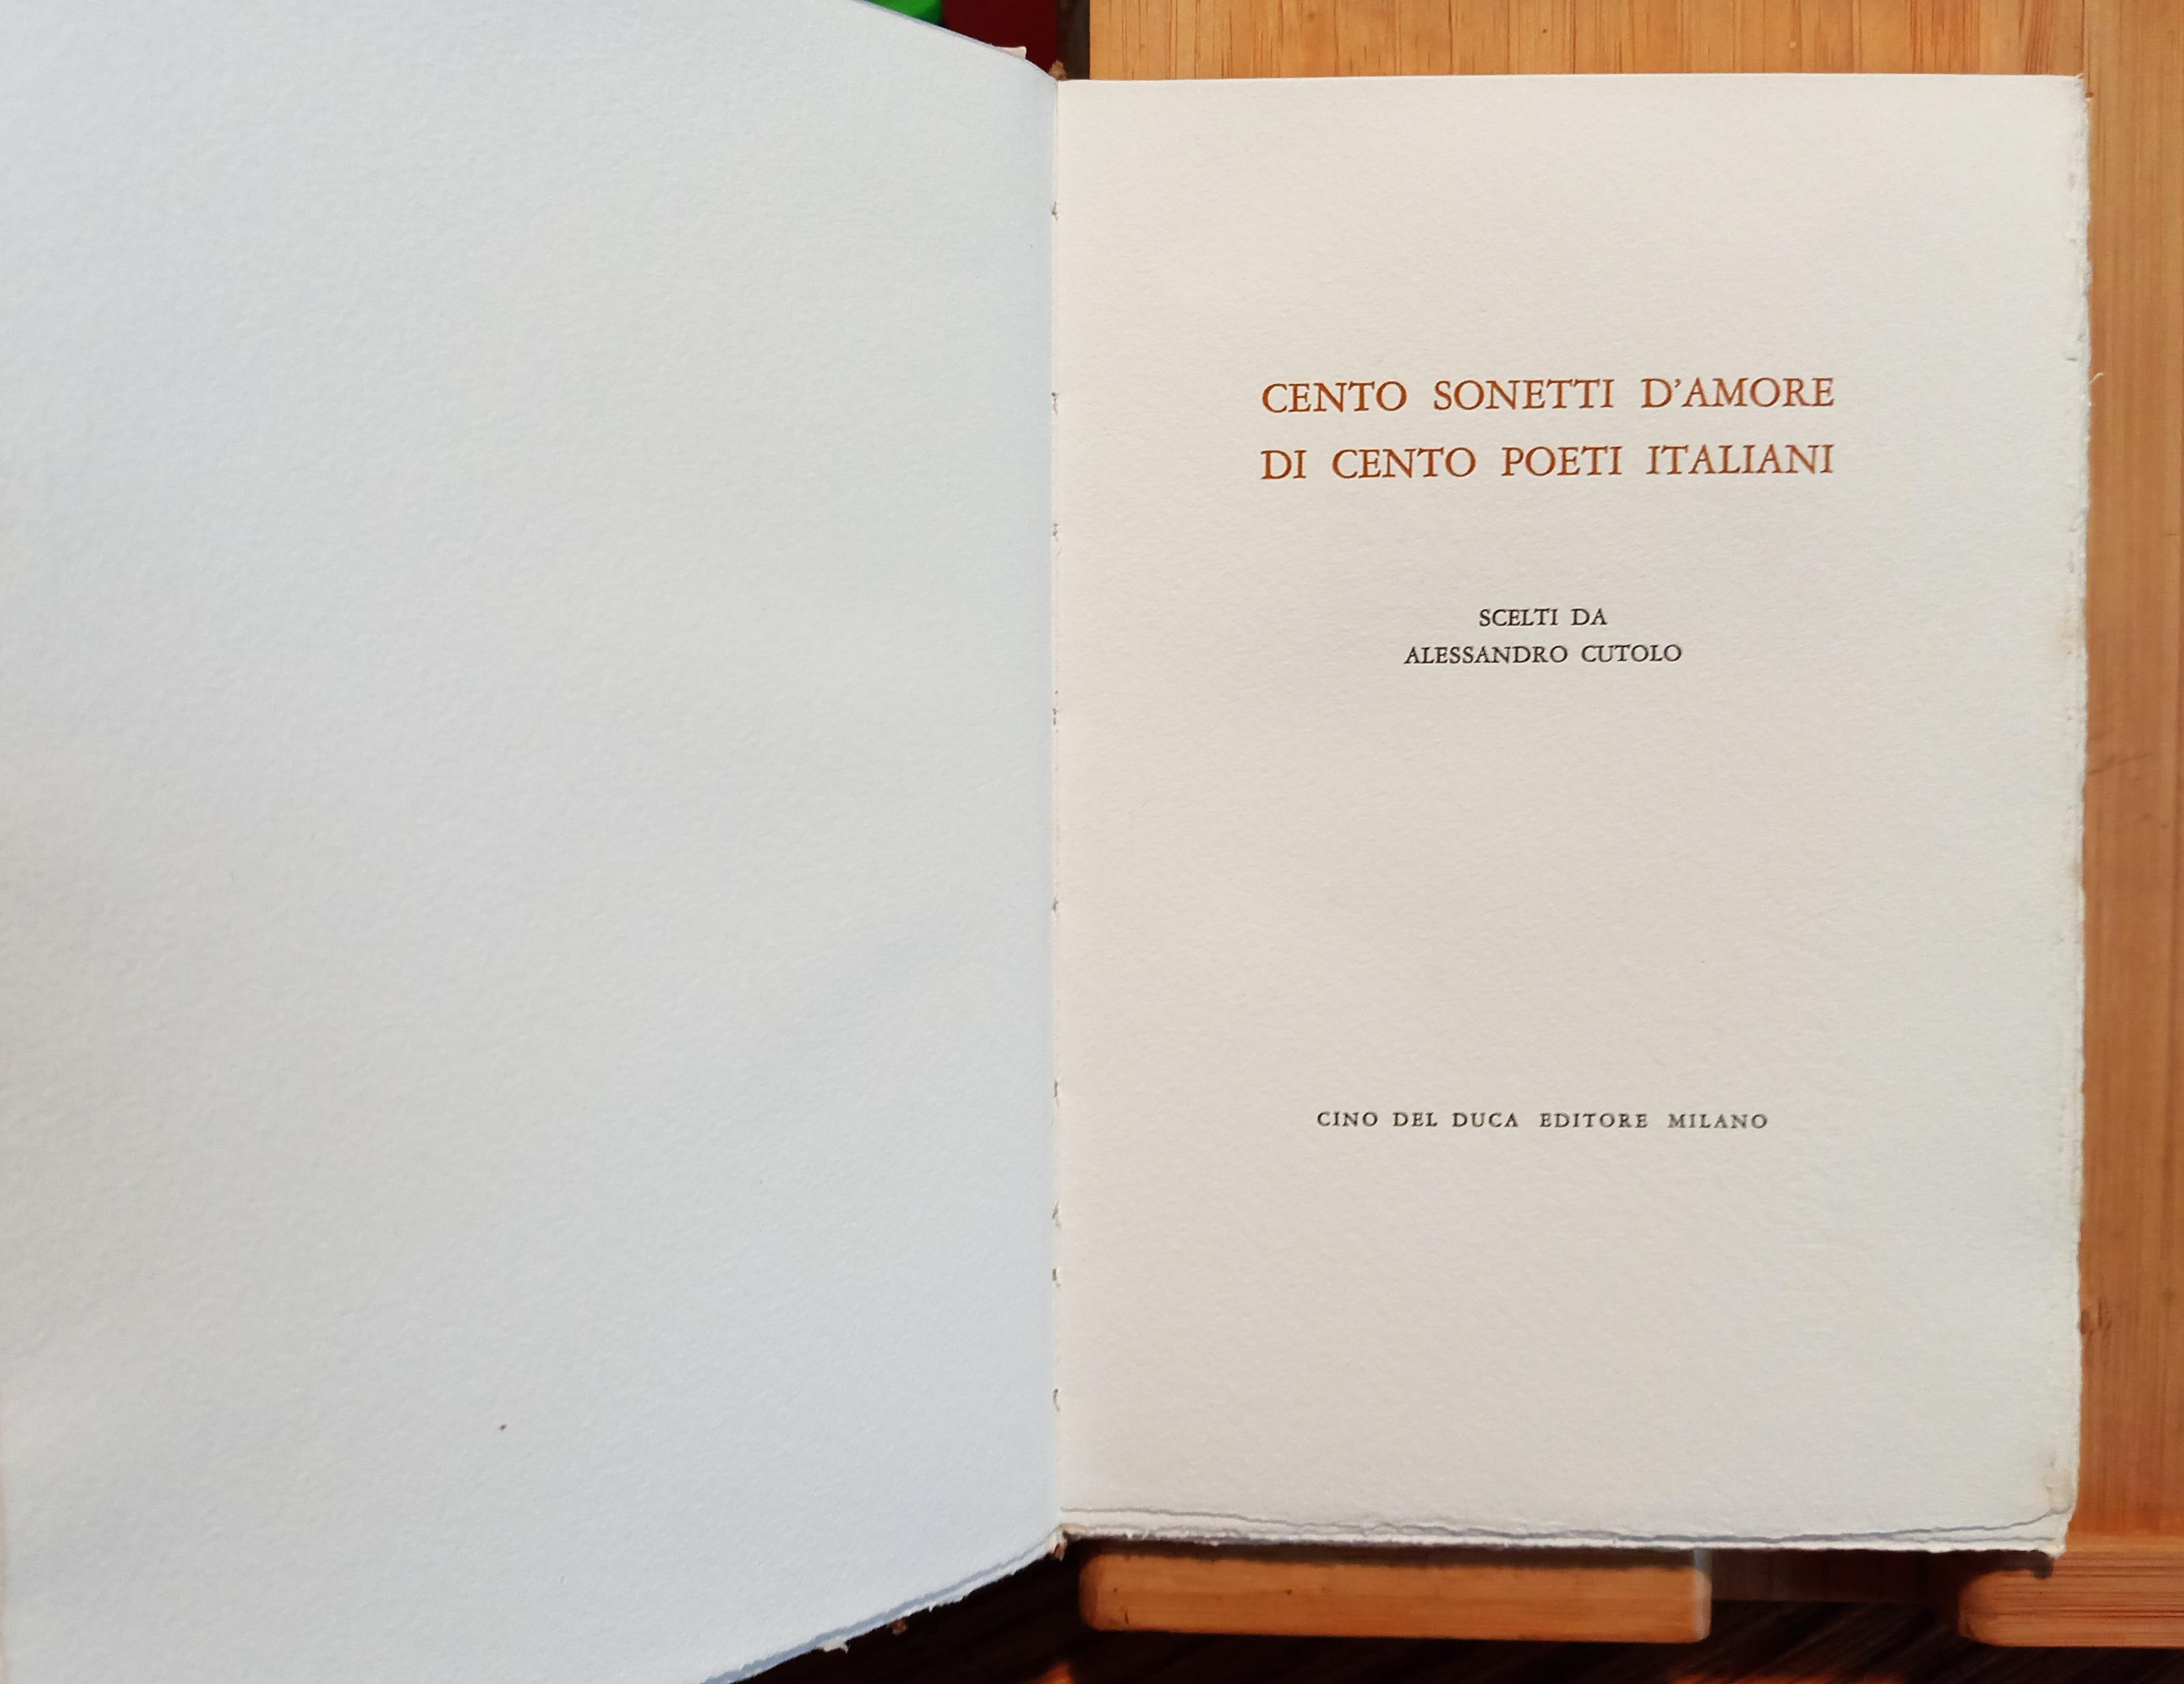 CENTO SONETTI D'AMORE
DI CENTO POETI ITALIANI
SCELTI DA
ALESSANDRO CUTOLO
CINO DEL DUCA EDITORE MILANO